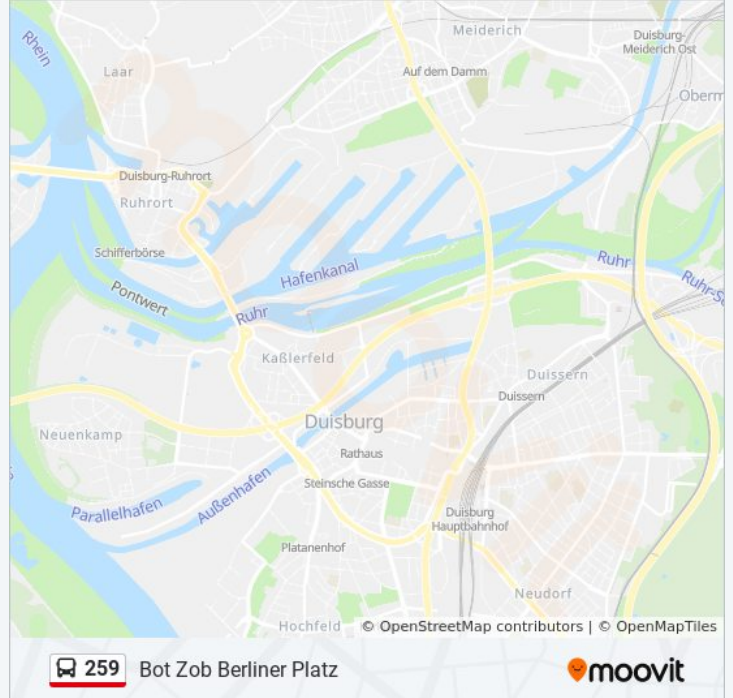 Rhein
Meiderich
Duisburg-
Meiderich Ost
Laar
Auf dem Damm
Duisburg-Ruhrort
Ruhrort
Schifferbörse
Hafenkanal
Ruhr
Pontwert
Ruhr
Kaßlerfeld
Duissern
Duissern
Duisburg
Neuenkamp
Rathaus
Steinsche Gasse
Außenhafen
Parallelhafen
Duisburg
Hauptbahnhof
Platanenhof
Neudorf
Hochfeld
© OpenStreetMap contributors | © OpenMapTiles
259 Bot Zob Berliner Platz
moovit